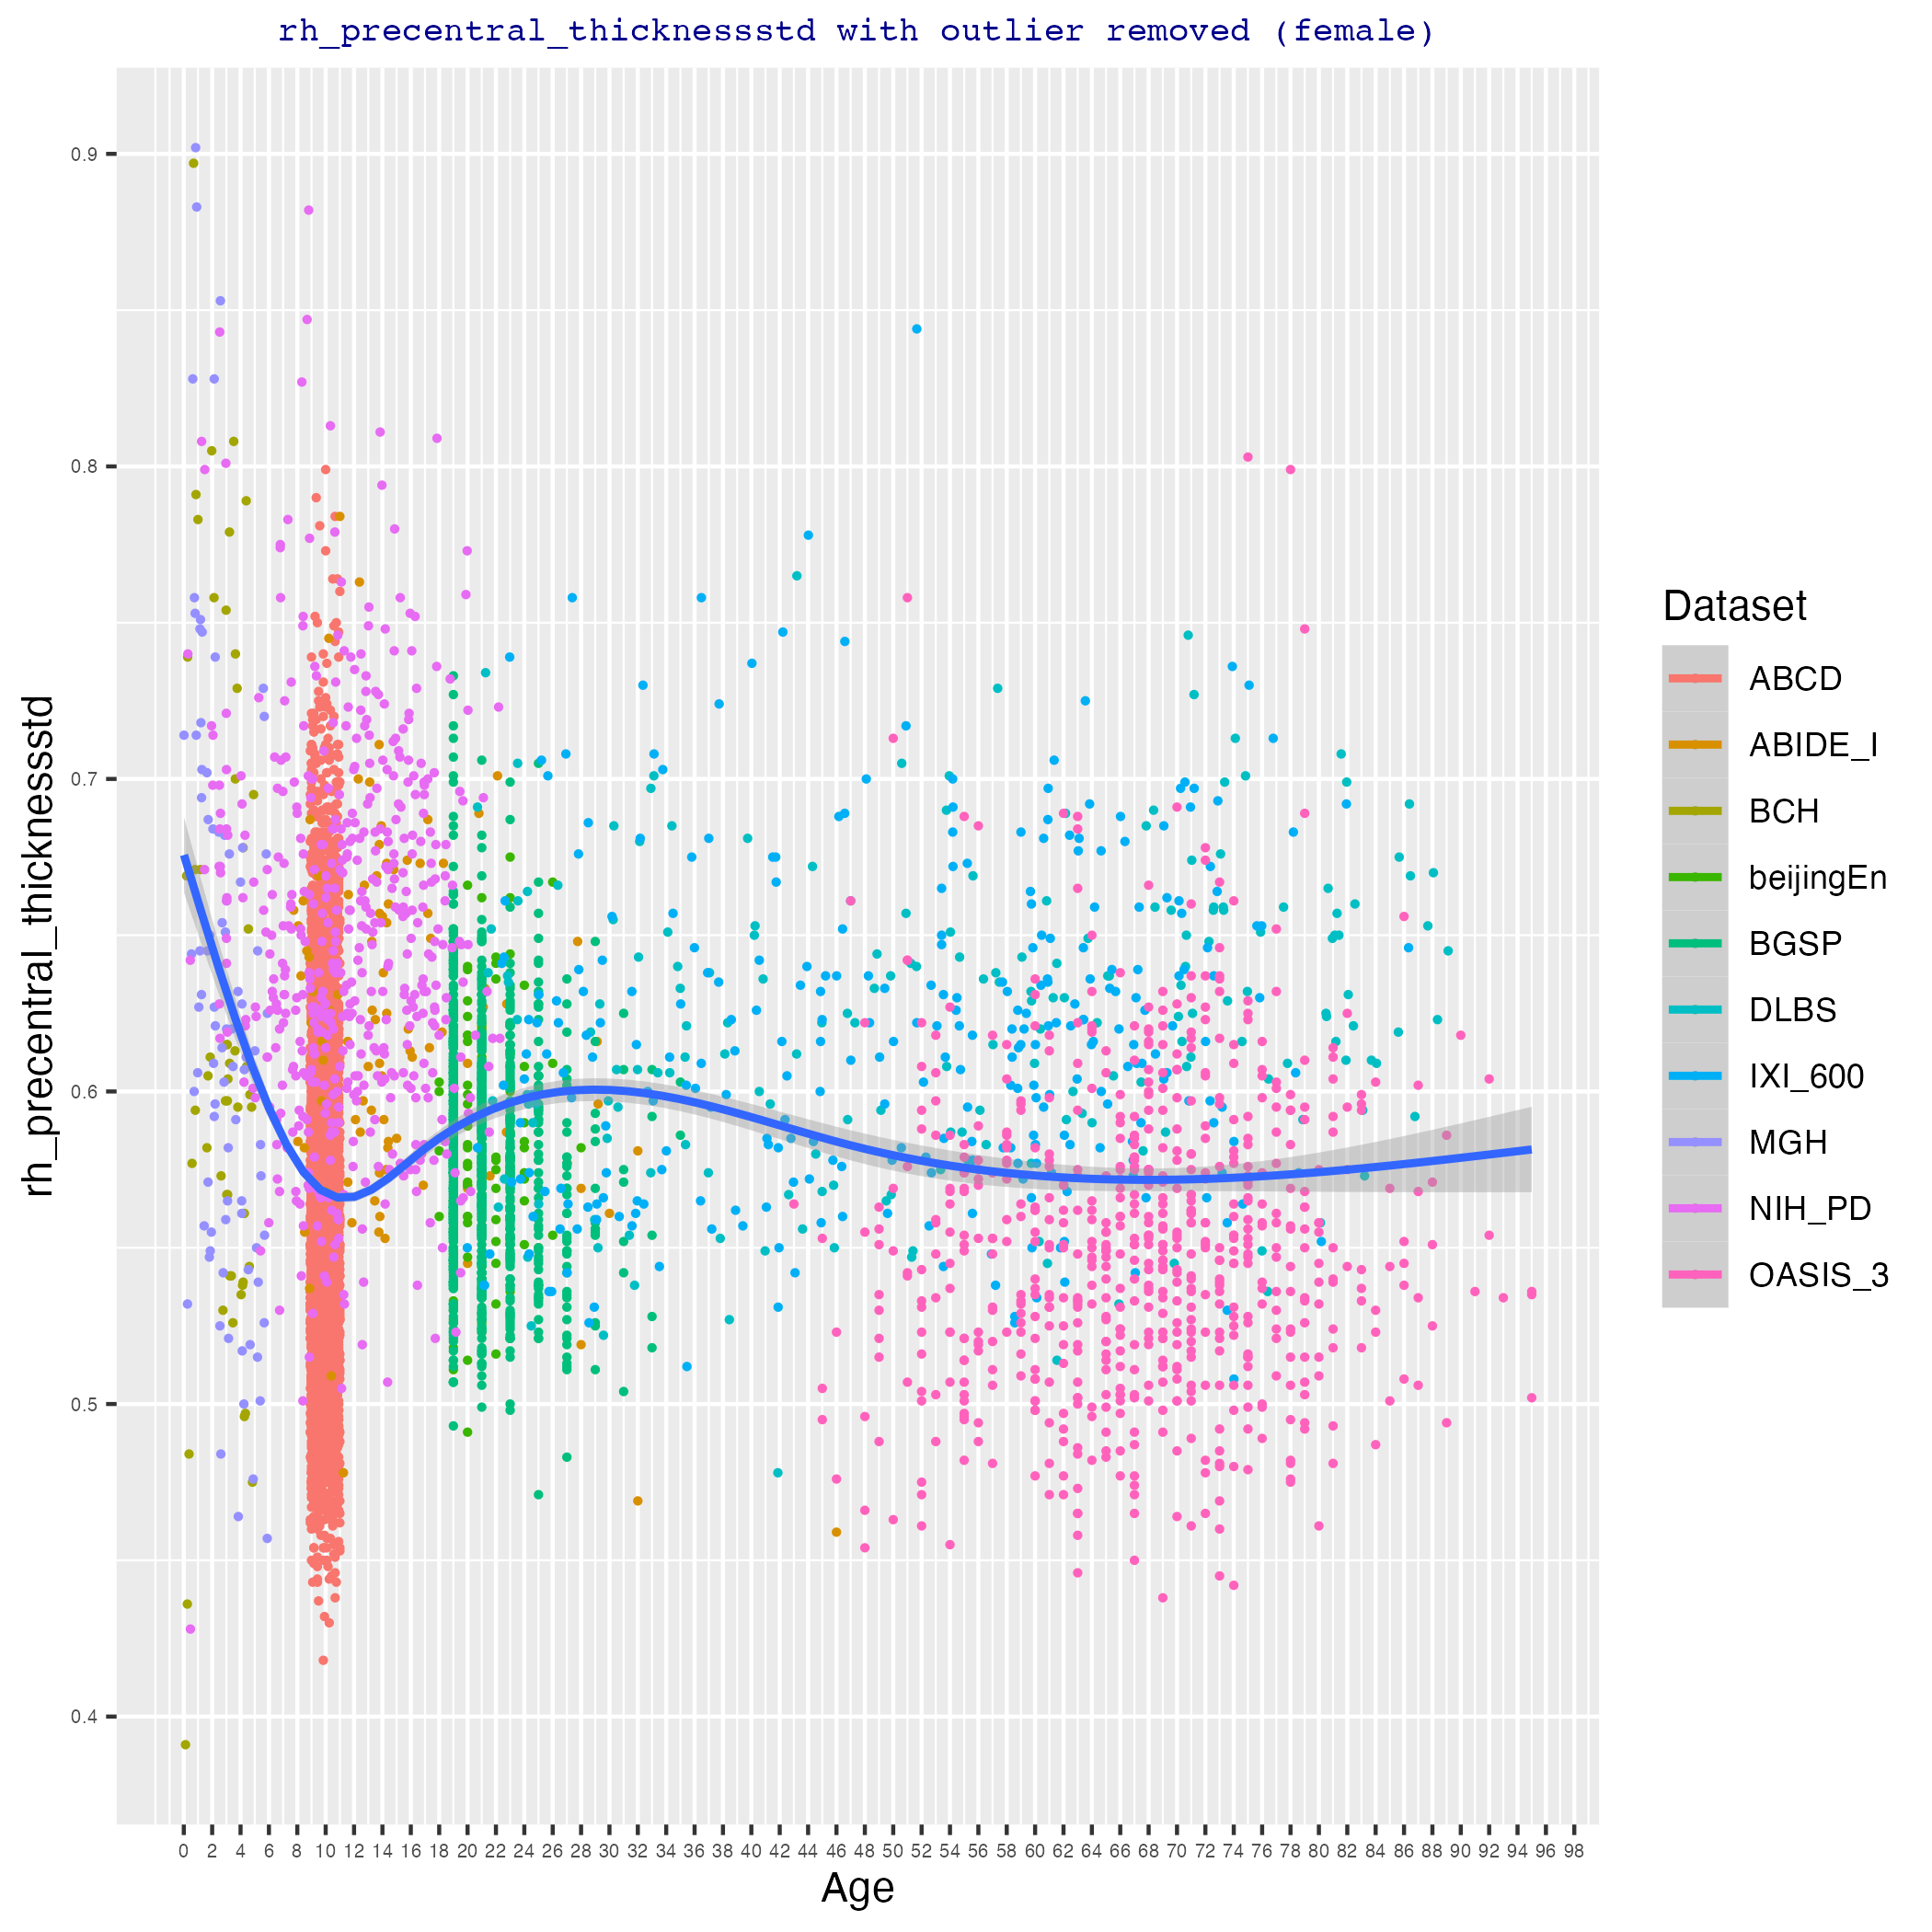 rh_precentral_thicknessstd with outlier removed (female)
rh_precentral_thicknessstd
0.9
0.8
0.7
0.6
0.5
0.4
0 2 4 6 8 10 12 14 16 18 20 22 24 26 28 30 32 34 36 38 40 42 44 46 48 50 52 54 56 58 60 62 64 66 68 70 72 74 76 78 80 82 84 86 88 90 92 94 96 98
Age
Dataset
ABCD
ABIDE_I
BCH
beijingEn
BGSP
DLBS
IXI_600
MGH
NIH_PD
OASIS_3